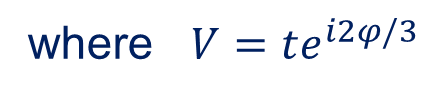 where V = te^{i2φ/3}